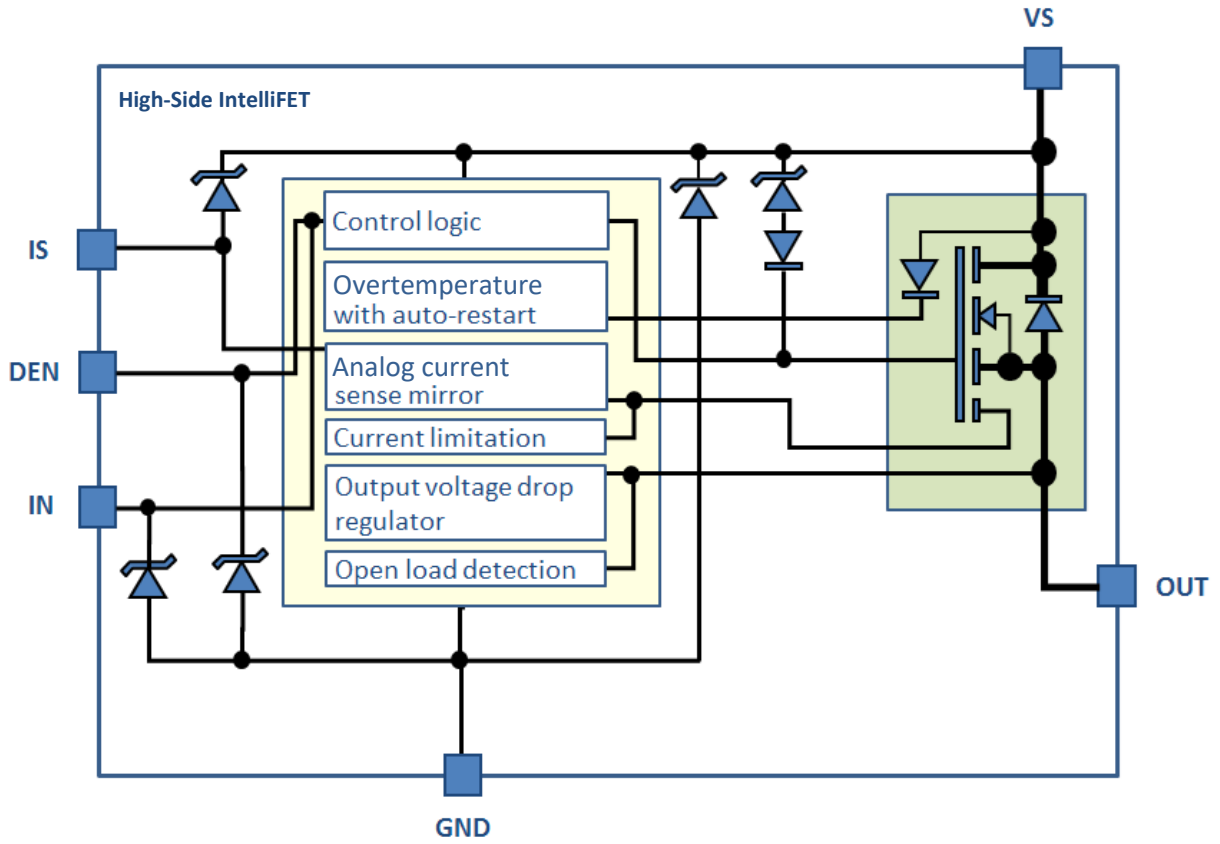 VS
High-Side IntelliFET
Control logic
IS
Overtemperature
with auto-restart
DEN
Analog current
sense mirror
Current limitation
IN
Output voltage drop
regulator
Open load detection
OUT
GND